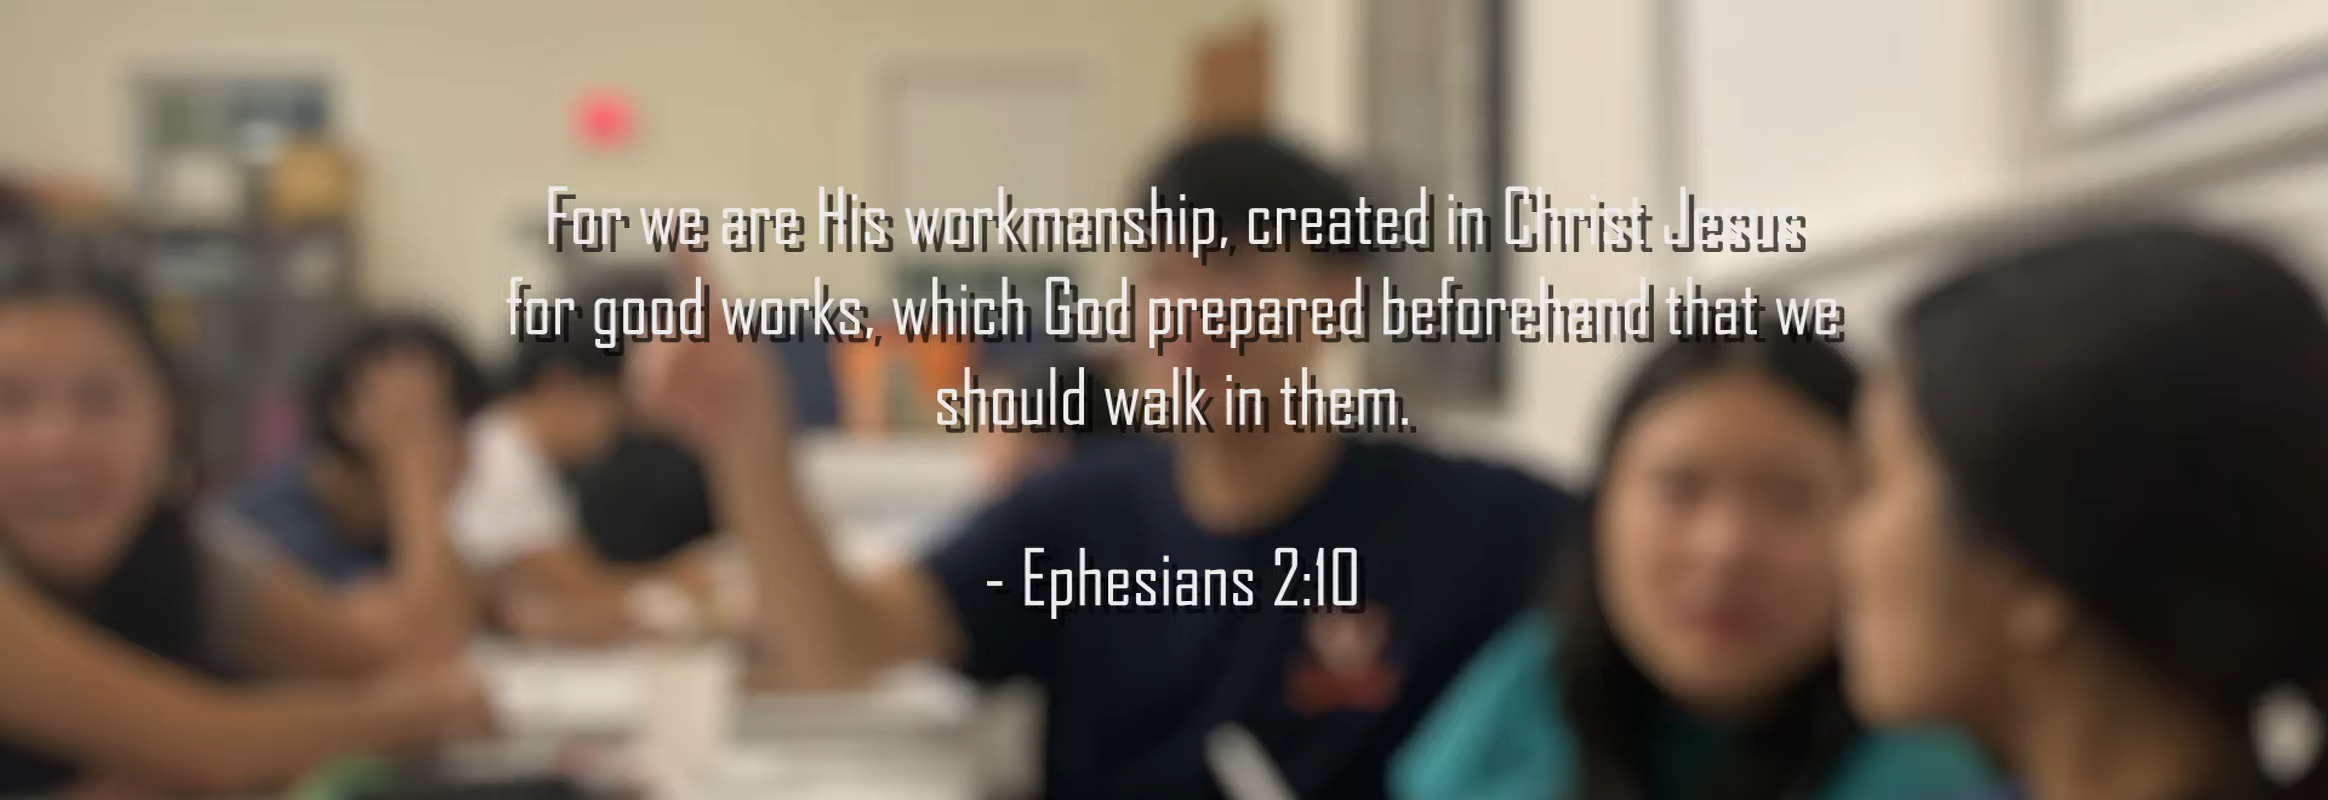 For we are His workmanship, created in Christ Jesus
for good works, which God prepared beforehand that we
should walk in them.
- Ephesians 2:10